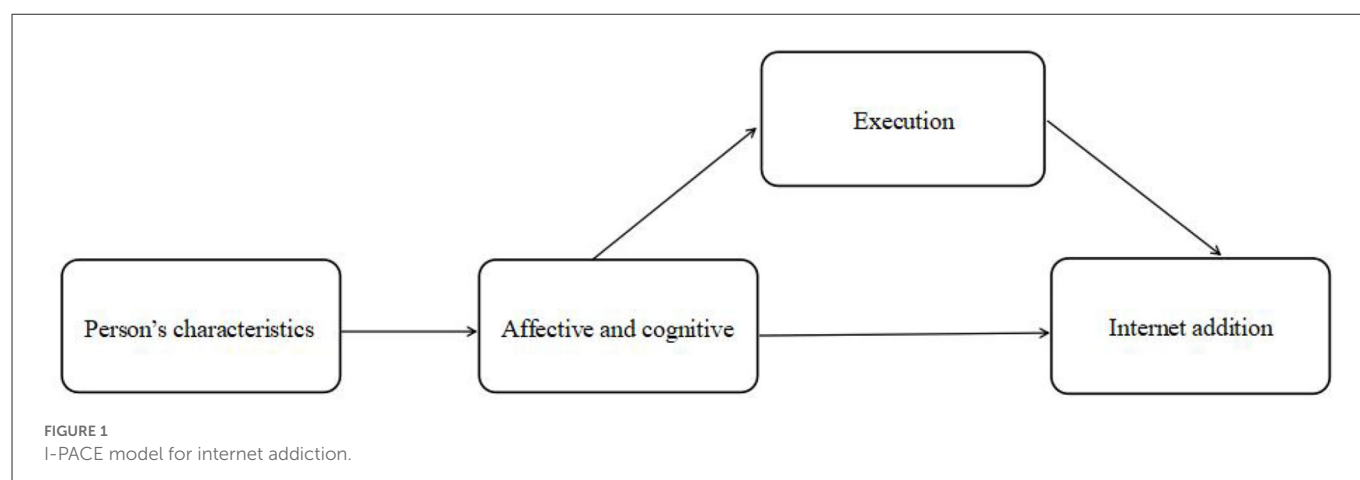 Execution
Person's characteristics
Affective and cognitive
Internet addition
FIGURE 1
I-PACE model for internet addiction.